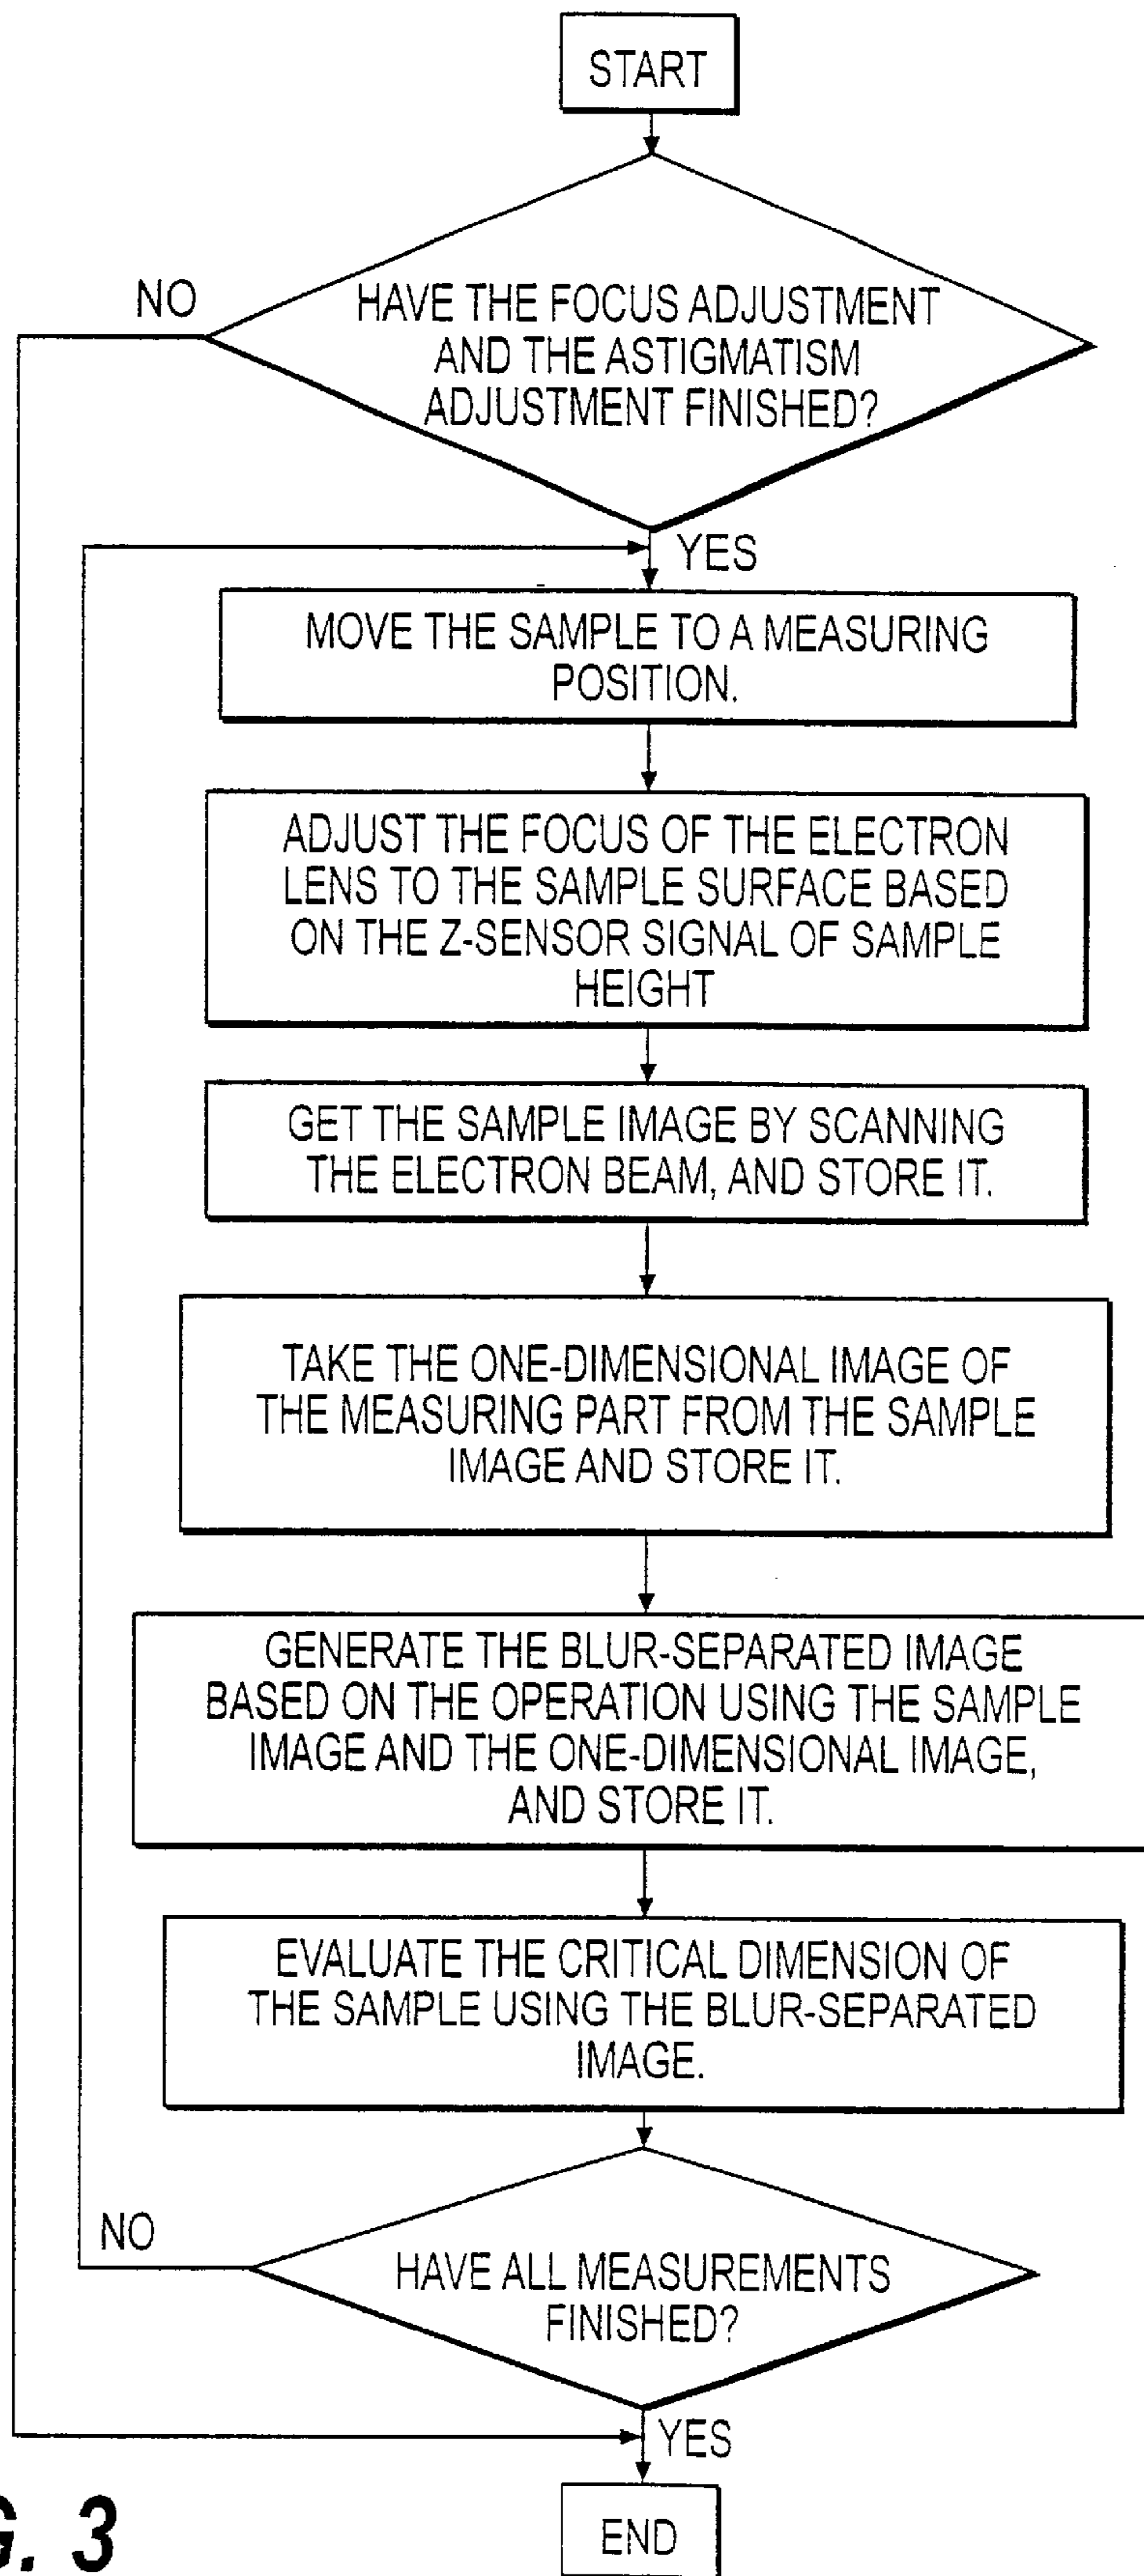 START
NO
HAVE THE FOCUS ADJUSTMENT
AND THE ASTIGMATISM
ADJUSTMENT FINISHED?
YES
MOVE THE SAMPLE TO A MEASURING
POSITION.
ADJUST THE FOCUS OF THE ELECTRON
LENS TO THE SAMPLE SURFACE BASED
ON THE Z-SENSOR SIGNAL OF SAMPLE
HEIGHT
GET THE SAMPLE IMAGE BY SCANNING
THE ELECTRON BEAM, AND STORE IT.
TAKE THE ONE-DIMENSIONAL IMAGE OF
THE MEASURING PART FROM THE SAMPLE
IMAGE AND STORE IT.
GENERATE THE BLUR-SEPARATED IMAGE
BASED ON THE OPERATION USING THE SAMPLE
IMAGE AND THE ONE-DIMENSIONAL IMAGE,
AND STORE IT.
EVALUATE THE CRITICAL DIMENSION OF
THE SAMPLE USING THE BLUR-SEPARATED
IMAGE.
NO
HAVE ALL MEASUREMENTS
FINISHED?
YES
END
G. 3